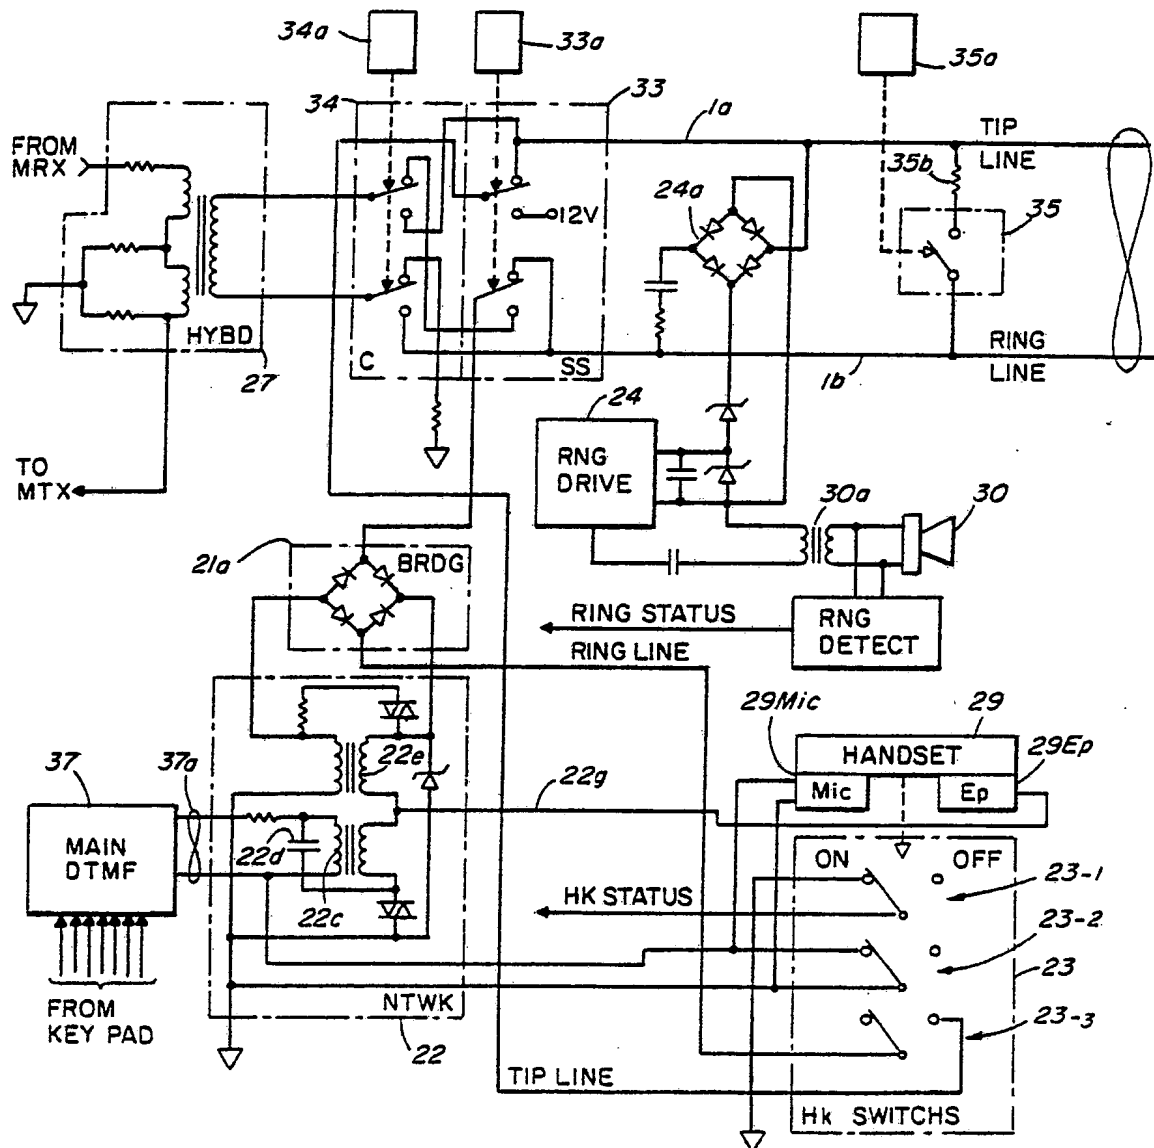 34a
33a
35a
34
33
1a
TIP
LINE
FROM
MRX
35b
24a
12V
35
HYBD
C
SS
RING
LINE
27
1b
24
TO
MTX
RNG
DRIVE
30a
30
21a
BRDG
RING STATUS
RNG
DETECT
RING LINE
29Mic
29
HANDSET
29Ep
37
37a
22e
22g
Mic
Ep
MAIN
DTMF
22d
22c
ON
OFF
23-1
HK STATUS
23-2
23
FROM
KEY PAD
NTWK
23-3
22
TIP LINE
Hk SWITCHS